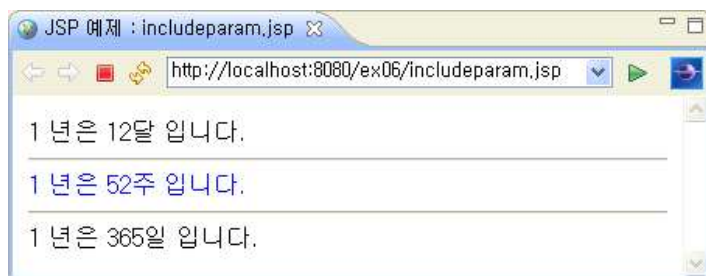 JSP 예제 : includeparam.jsp
http://localhost:8080/ex06/includeparam.jsp
1 년은 12달 입니다.
1 년은 52주 입니다.
1 년은 365일 입니다.